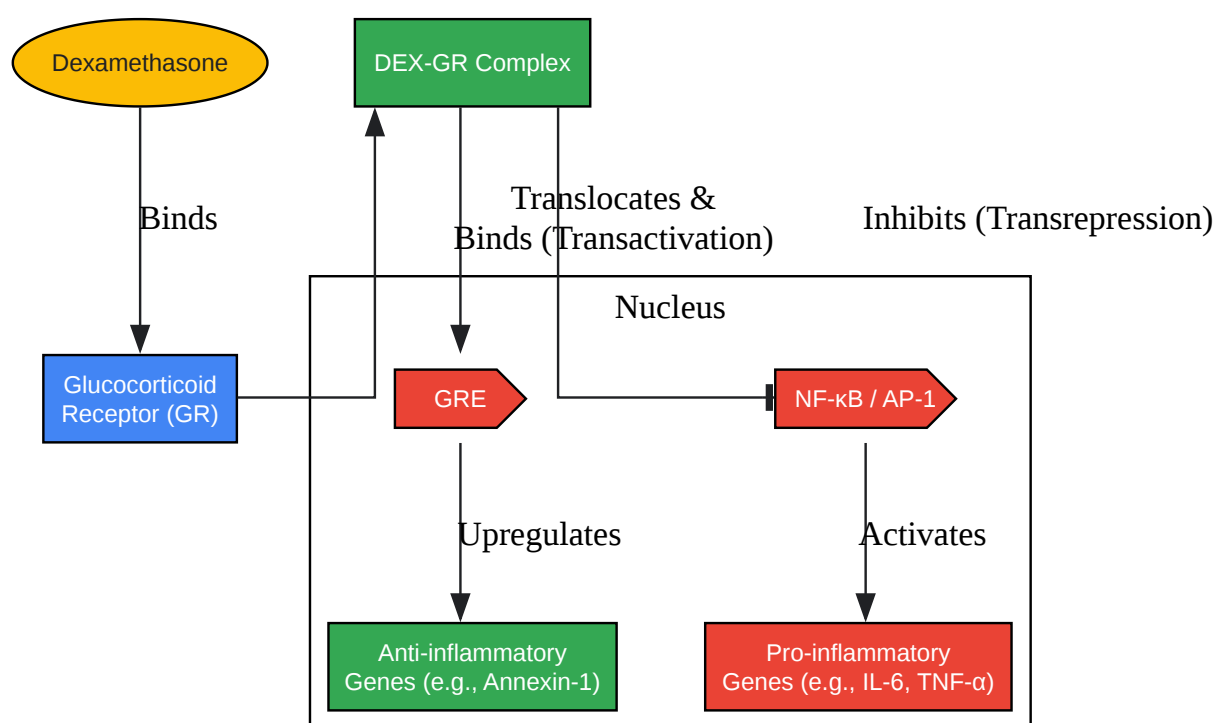 Dexamethasone
DEX-GR Complex
Binds
Translocates &
Binds (Transactivation)
Inhibits (Transrepression)
Nucleus
Glucocorticoid
Receptor (GR)
GRE
NF-κB / AP-1
Upregulates
Activates
Anti-inflammatory
Genes (e.g., Annexin-1)
Pro-inflammatory
Genes (e.g., IL-6, TNF-α)